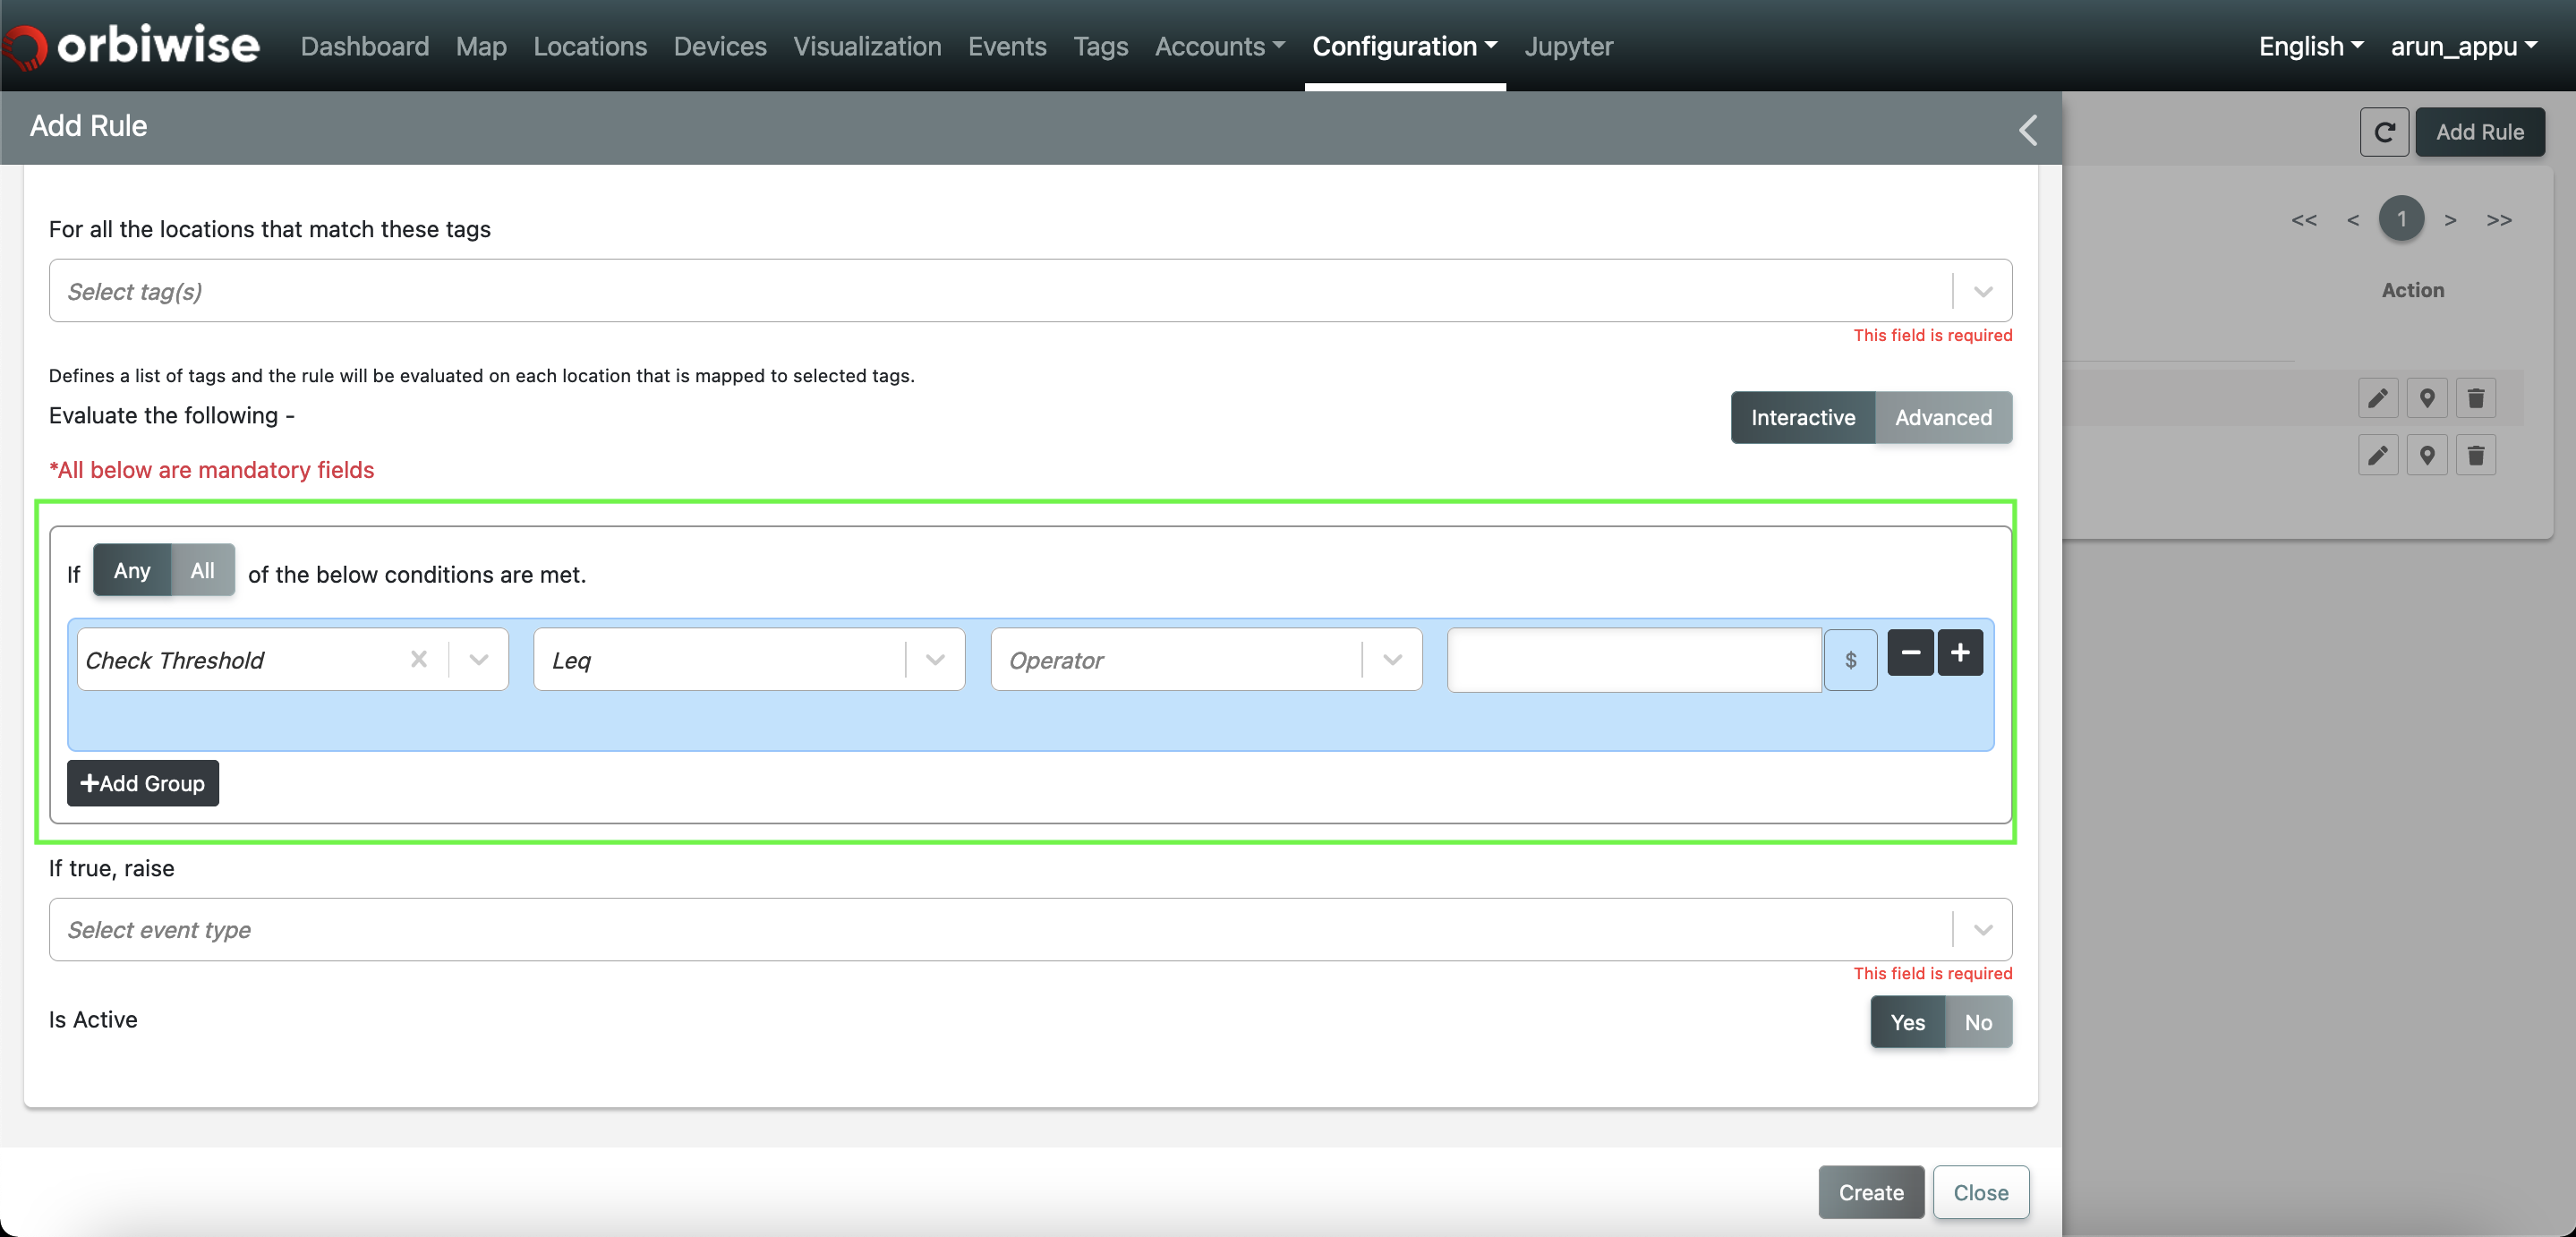 orbiwise Dashboard Map Locations Devices Visualization Events Tags Accounts Configuration Jupyter English arun_appu
Add Rule
Add Rule
<< < 1 > >>
For all the locations that match these tags
Select tag(s)
Action
This field is required
Defines a list of tags and the rule will be evaluated on each location that is mapped to selected tags.
Evaluate the following -
Interactive Advanced
*All below are mandatory fields
If Any All of the below conditions are met.
Check Threshold Leq Operator $
+Add Group
If true, raise
Select event type
This field is required
Is Active
Yes No
Create Close